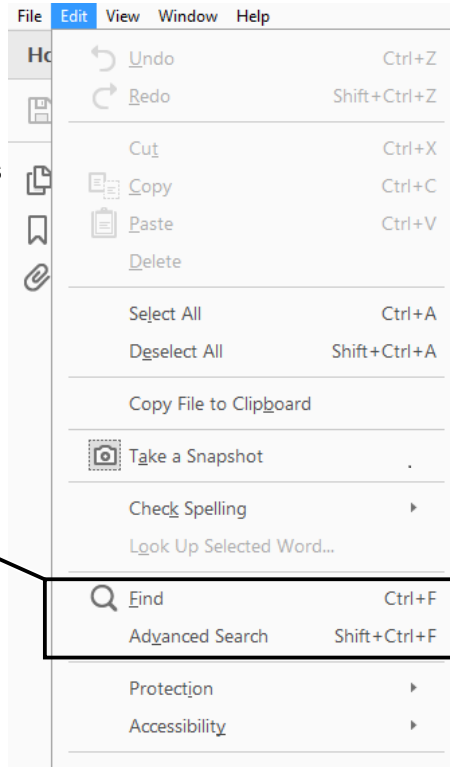 File Edit View Window Help
Ho
Undo Ctrl+Z
Redo Shift+Ctrl+Z
Cut Ctrl+X
s
Copy Ctrl+C
Paste Ctrl+V
Delete
Select All Ctrl+A
Deselect All Shift+Ctrl+A
Copy File to Clipboard
Take a Snapshot
Check Spelling
Look Up Selected Word...
Find Ctrl+F
Advanced Search Shift+Ctrl+F
Protection
Accessibility